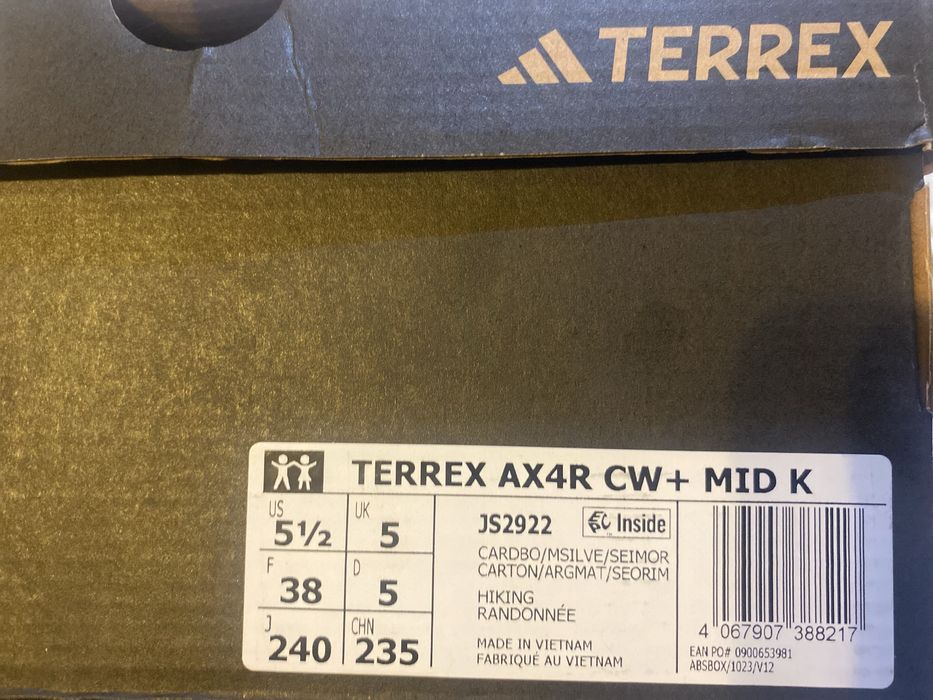 TERREX
TERREX AX4R CW+ MID K
US 5½ UK 5
F 38 D 5
J 240 CHN 235
JS2922 Inside
CARDBO/MSILVE/SEIMOR
CARTON/ARGMAT/SEORIM
HIKING
RANDONNÉE
MADE IN VIETNAM
FABRIQUÉ AU VIETNAM
4 067907 388217
EAN PO# 0900653981
ABSBOX/1023/V12